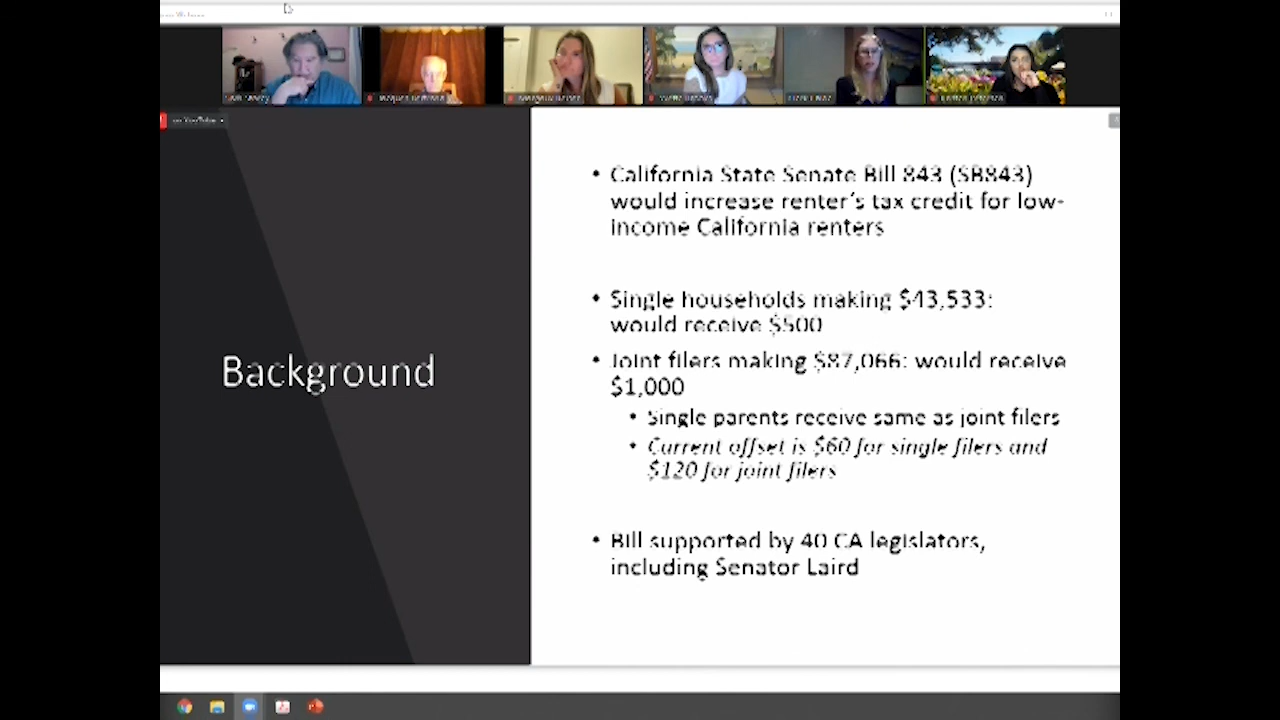 on YouTube
Background
• California State Senate Bill 843 (SB843)
would increase renter's tax credit for low-
income California renters
• Single households making $43,533:
would receive $500
• Joint filers making $87,066: would receive
$1,000
• Single parents receive same as joint filers
• Current offset is $60 for single filers and
$120 for joint filers
• Bill supported by 40 CA legislators,
including Senator Laird